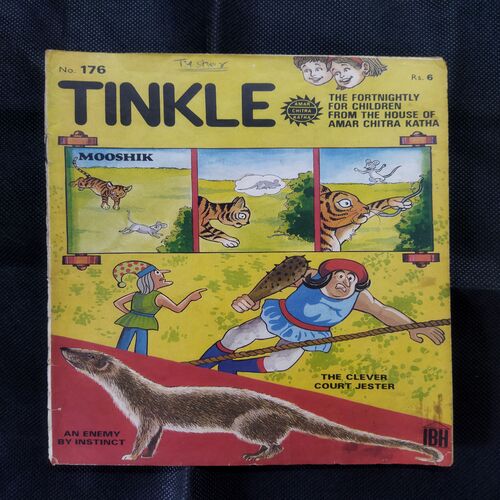 No. 176
Rs. 6
TINKLE
AMAR
CHITRA
KATHA
THE FORTNIGHTLY
FOR CHILDREN
FROM THE HOUSE OF
AMAR CHITRA KATHA
MOOSHIK
THE CLEVER
COURT JESTER
AN ENEMY
BY INSTINCT
IBH